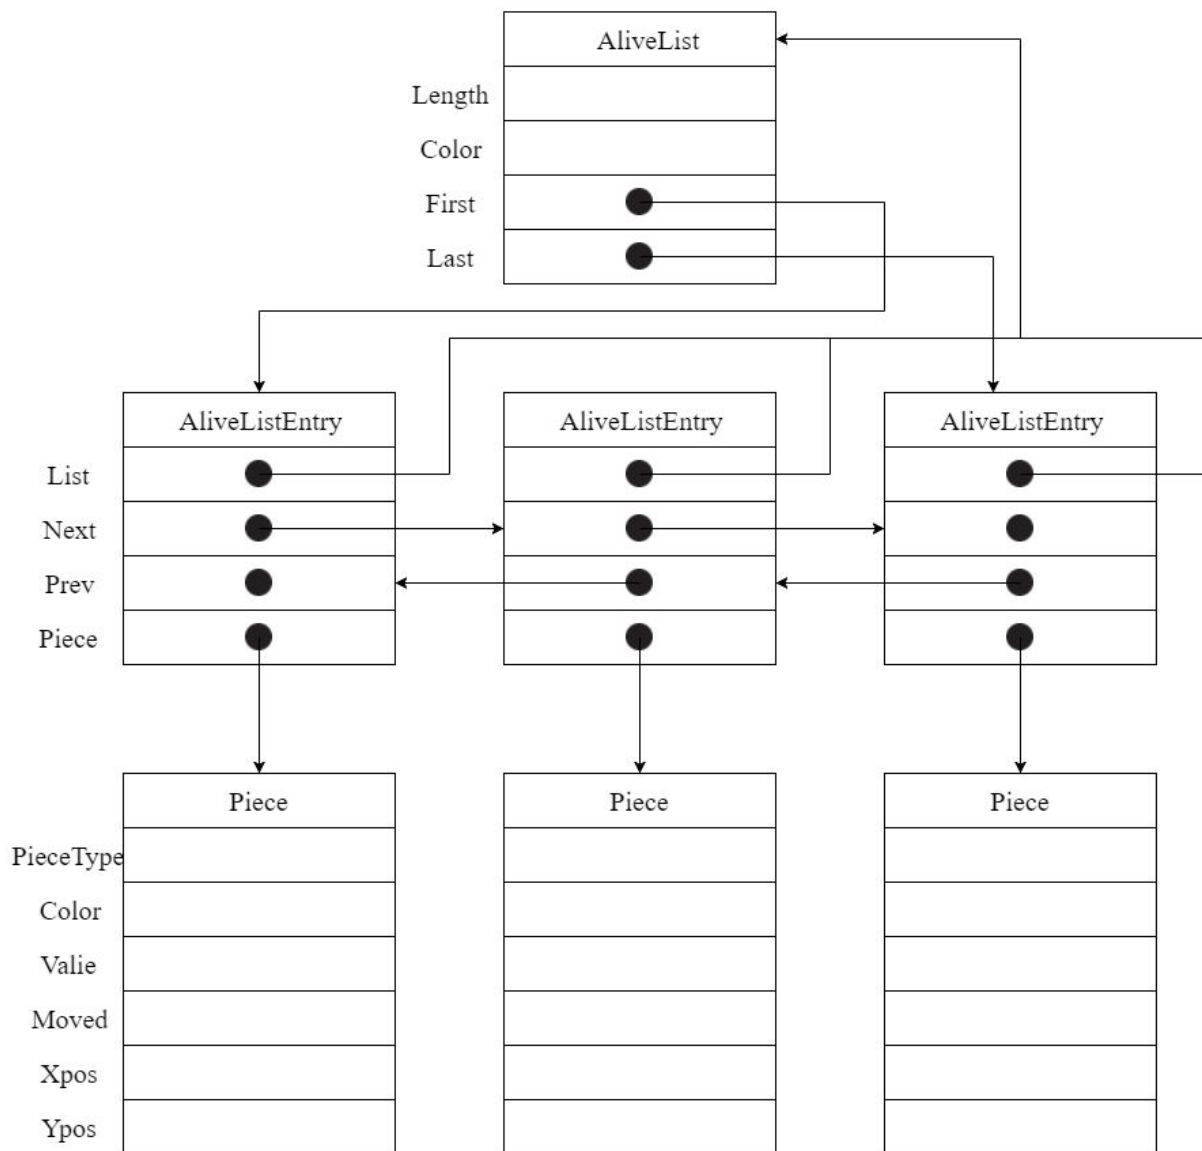 AliveList
Length
Color
First
Last
AliveListEntry AliveListEntry AliveListEntry
List
Next
Prev
Piece
Piece Piece Piece
PieceType
Color
Valie
Moved
Xpos
Ypos